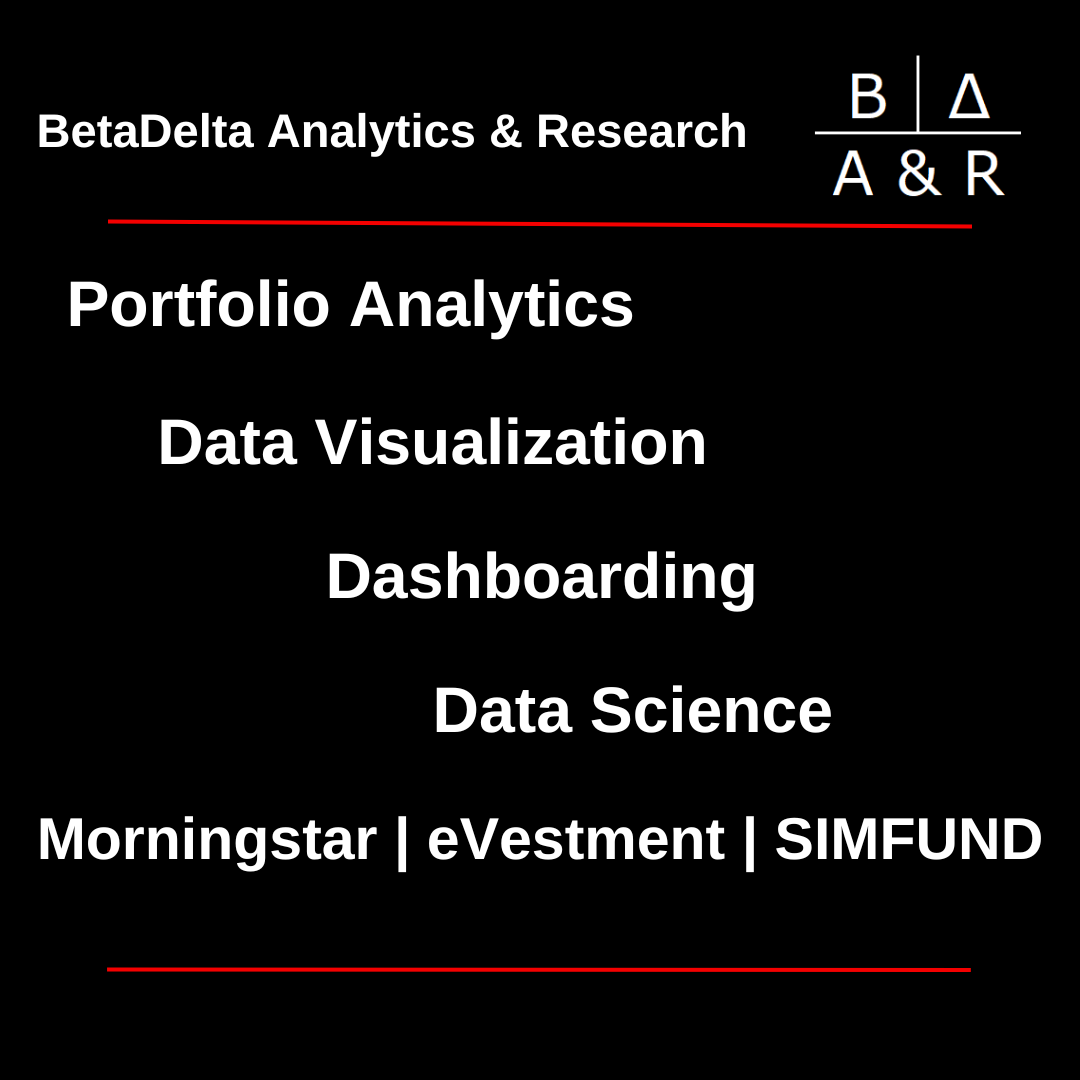 BetaDelta Analytics & Research
B Δ
A & R
Portfolio Analytics
Data Visualization
Dashboarding
Data Science
Morningstar | eVestment | SIMFUND